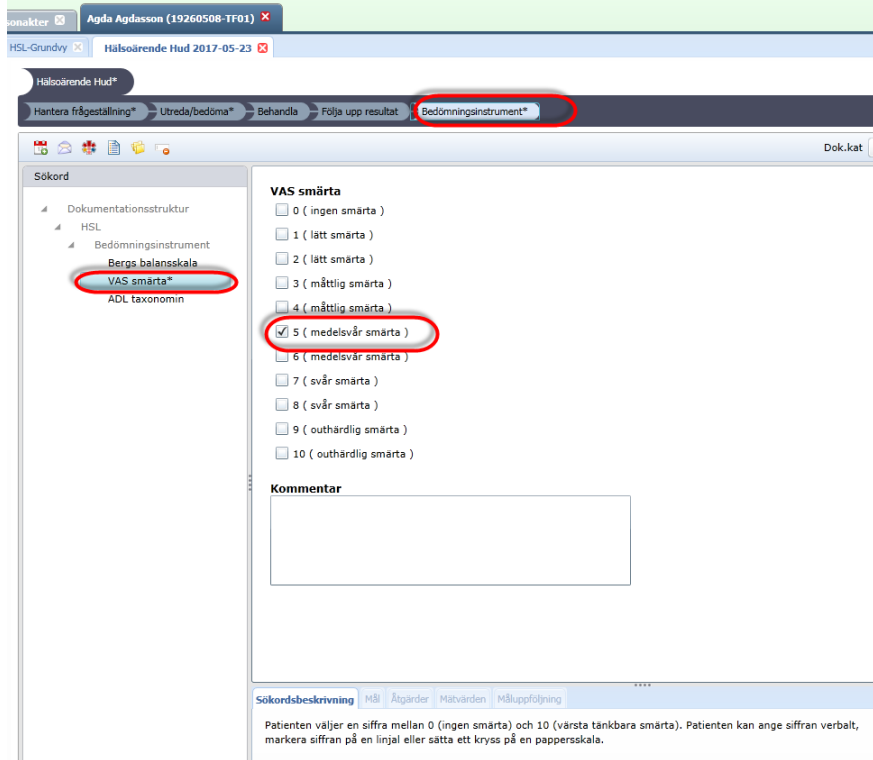 sonakter
Agda Agdasson (19260508-TF01)
HSL-Grundvy
Hälsoärende Hud 2017-05-23
Hälsoärende Hud*
Hantera frågeställning*
Utreda/bedöma*
Behandla
Följa upp resultat
Bedömningsinstrument*
Dok.kat
Sökord
Dokumentationsstruktur
HSL
Bedömningsinstrument
Bergs balansskala
VAS smärta*
ADL taxonomin
VAS smärta
0 ( ingen smärta )
1 ( lätt smärta )
2 ( lätt smärta )
3 ( måttlig smärta )
4 ( måttlig smärta )
5 ( medelsvår smärta )
6 ( medelsvår smärta )
7 ( svår smärta )
8 ( svår smärta )
9 ( outhärdlig smärta )
10 ( outhärdlig smärta )
Kommentar
Sökordsbeskrivning
Mål
Åtgärder
Mätvärden
Måluppföljning
Patienten väljer en siffra mellan 0 (ingen smärta) och 10 (värsta tänkbara smärta). Patienten kan ange siffran verbalt,
markera siffran på en linjal eller sätta ett kryss på en pappersskala.